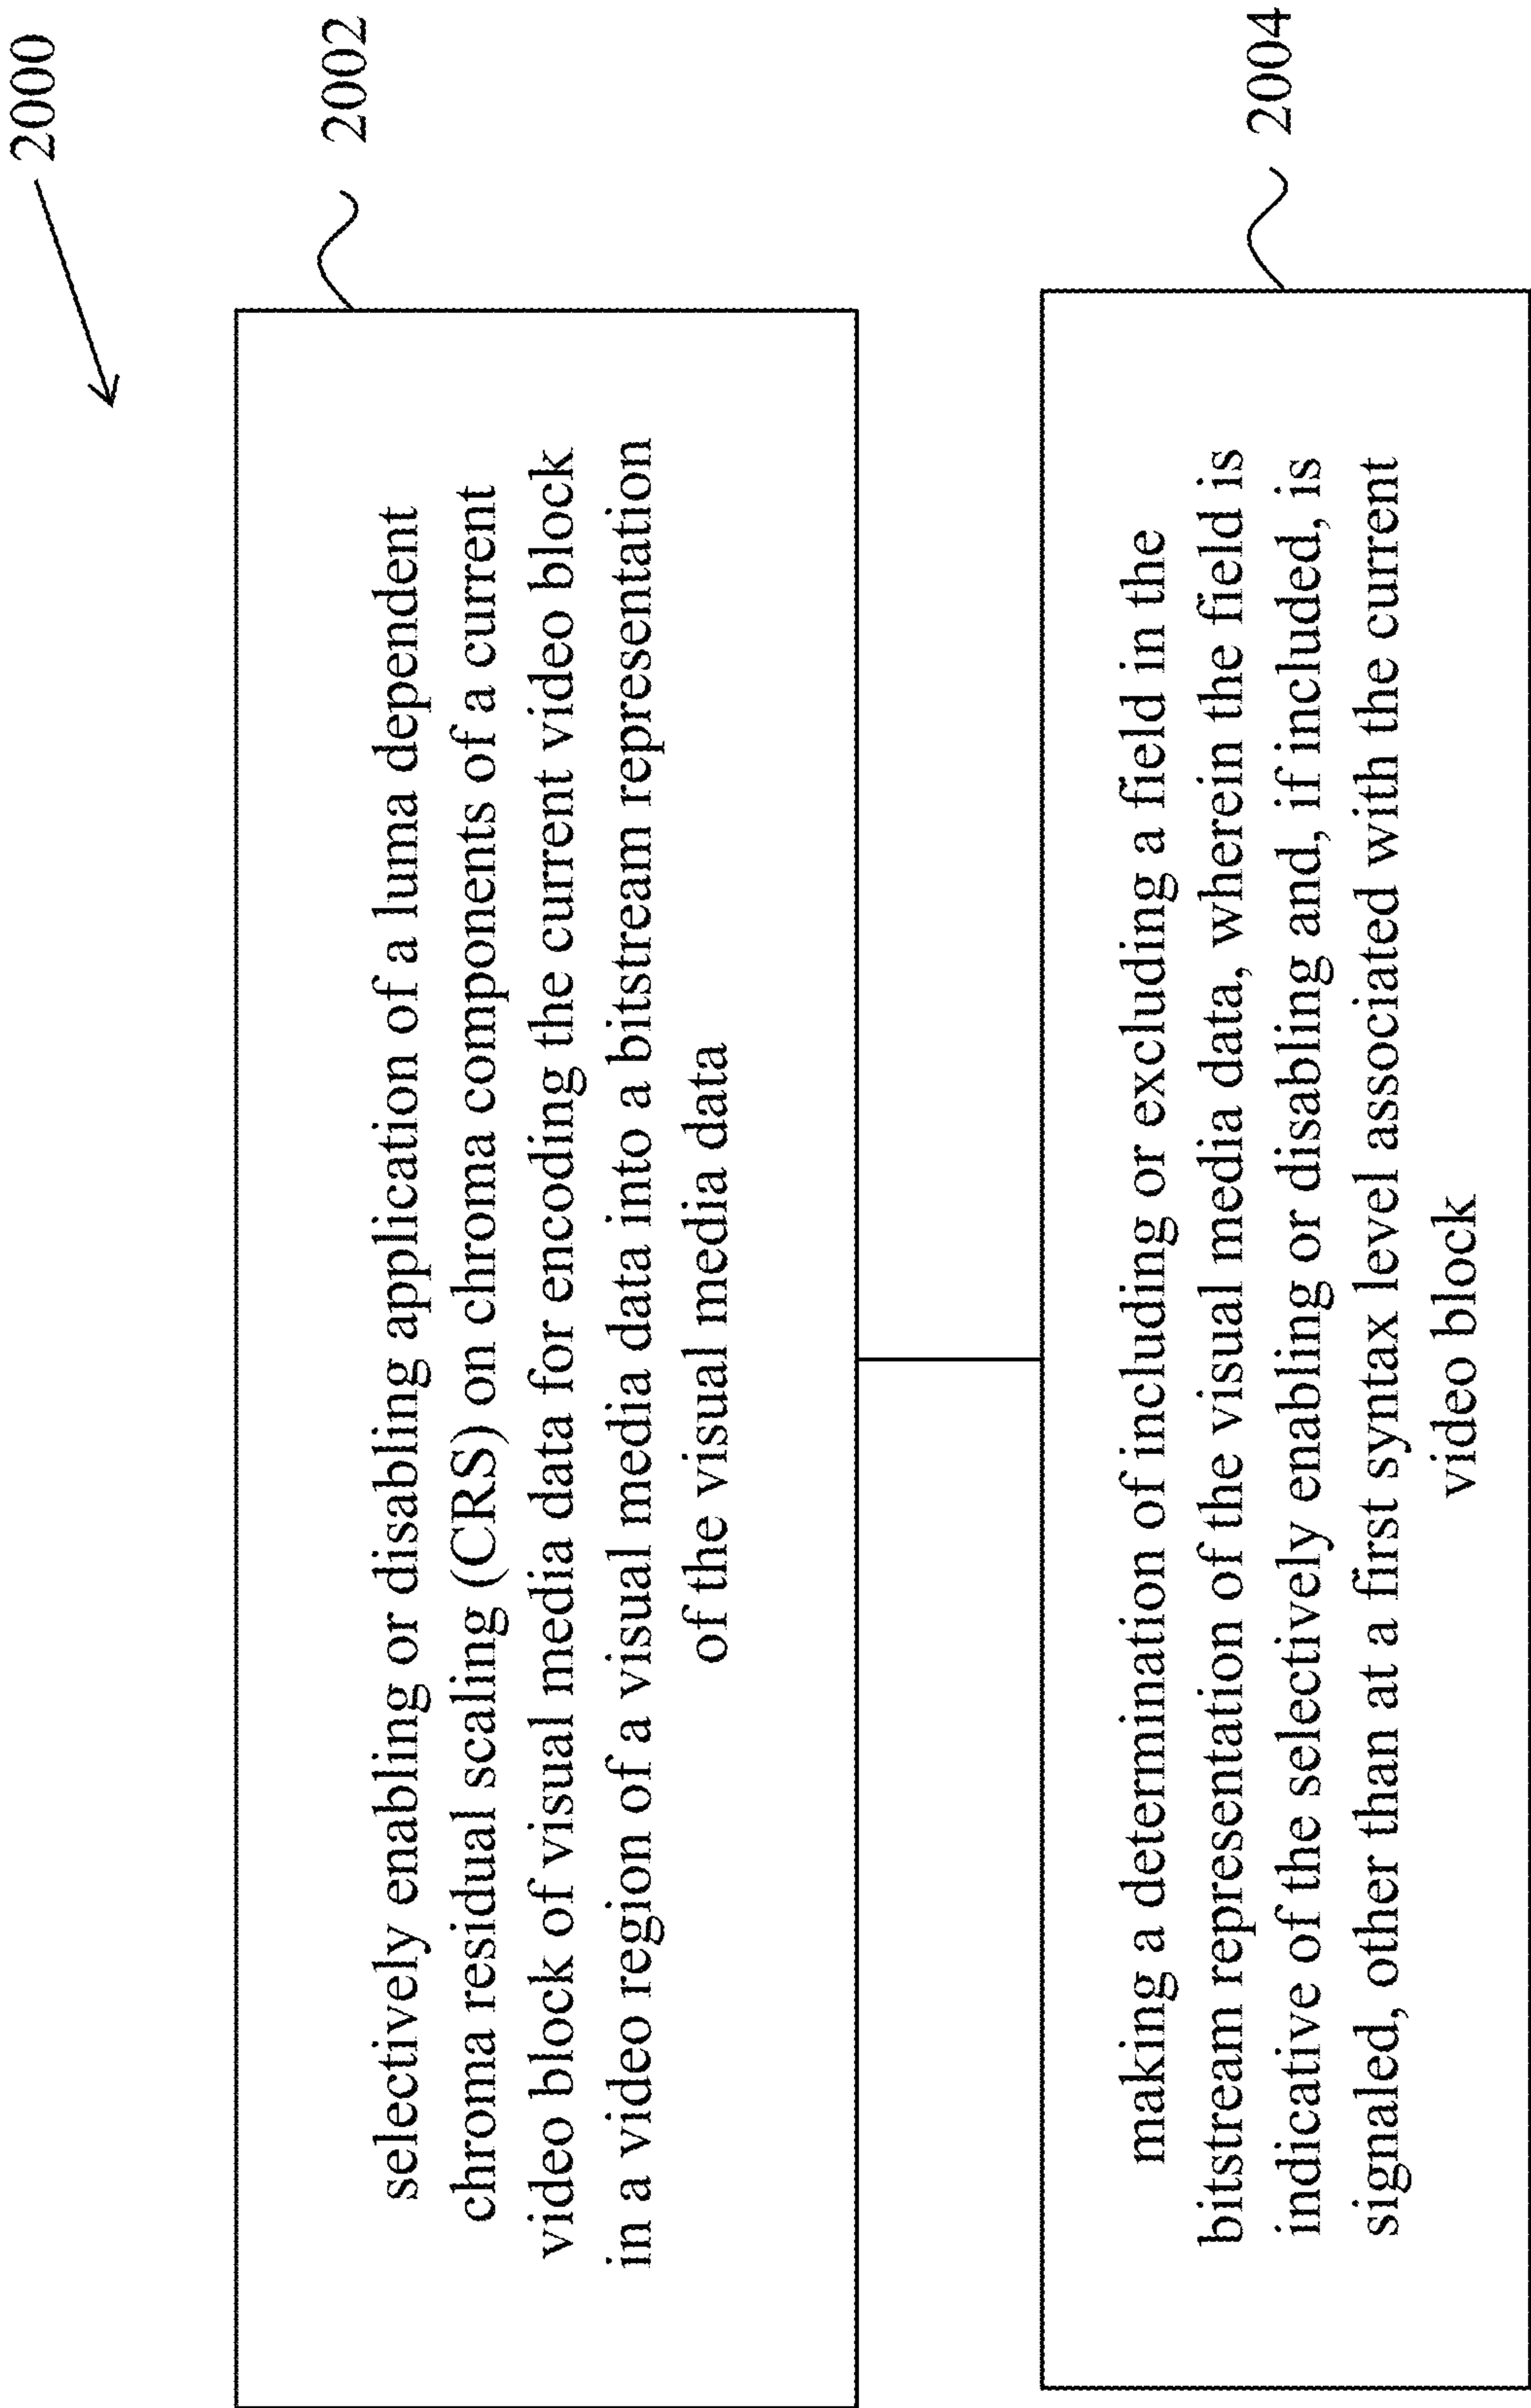 2000
2002
selectively enabling or disabling application of a luma dependent
chroma residual scaling (CRS) on chroma components of a current
video block of visual media data for encoding the current video block
in a video region of a visual media data into a bitstream representation
of the visual media data
2004
making a determination of including or excluding a field in the
bitstream representation of the visual media data, wherein the field is
indicative of the selectively enabling or disabling and, if included, is
signaled, other than at a first syntax level associated with the current
video block